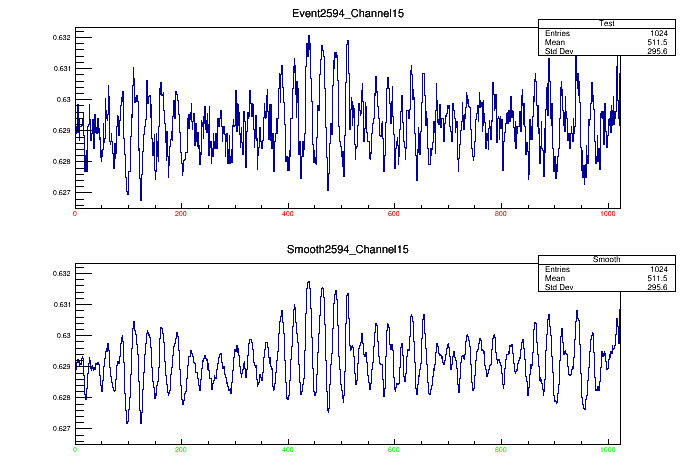 Event2594_Channel15
Test
Entries 1024
Mean 511.5
Std Dev 295.6
0.632
0.631
0.63
0.629
0.628
0.627
0 200 400 600 800 1000
Smooth2594_Channel15
Smooth
Entries 1024
Mean 511.5
Std Dev 295.6
0.632
0.631
0.63
0.629
0.628
0.627
0 200 400 600 800 1000